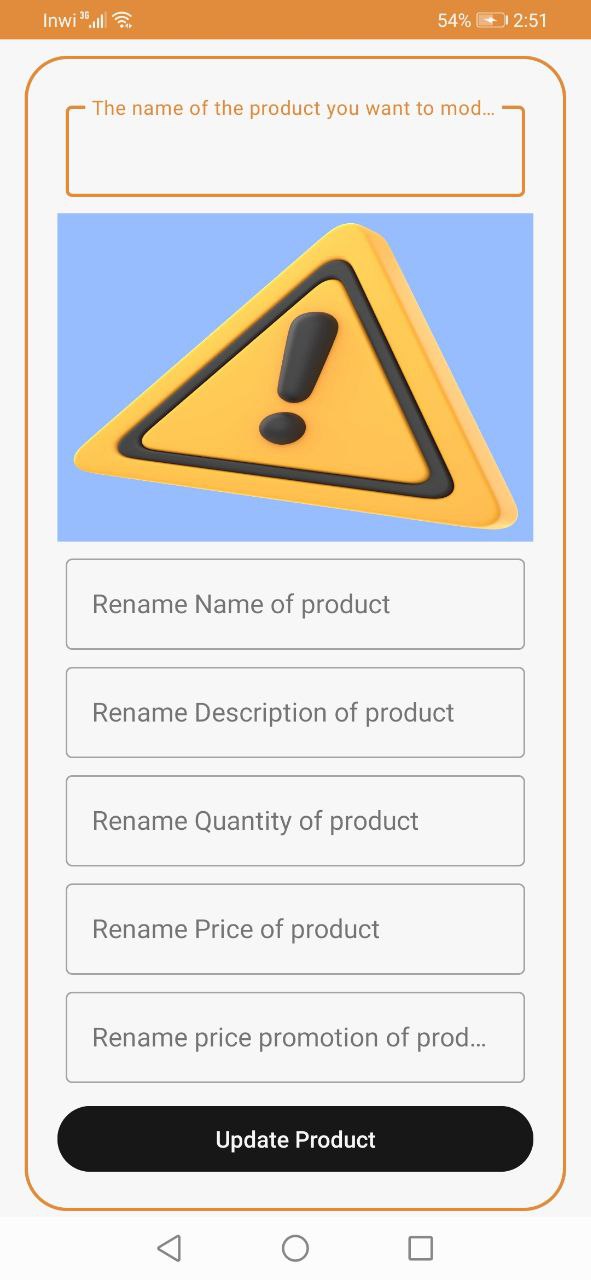 Inwi 3G 54% 2:51
The name of the product you want to mod...
Rename Name of product
Rename Description of product
Rename Quantity of product
Rename Price of product
Rename price promotion of prod...
Update Product